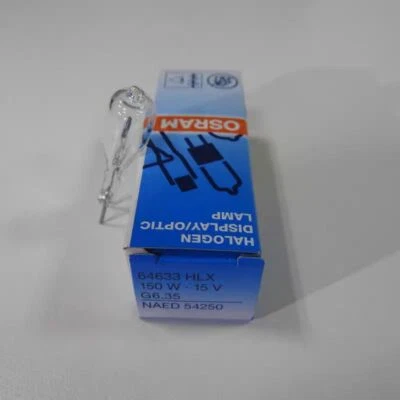 OSRAM
HALOGEN
DISPLAY/OPTIC
LAMP
64633 HLX
150 W - 15 V
G6.35
NAED 54250